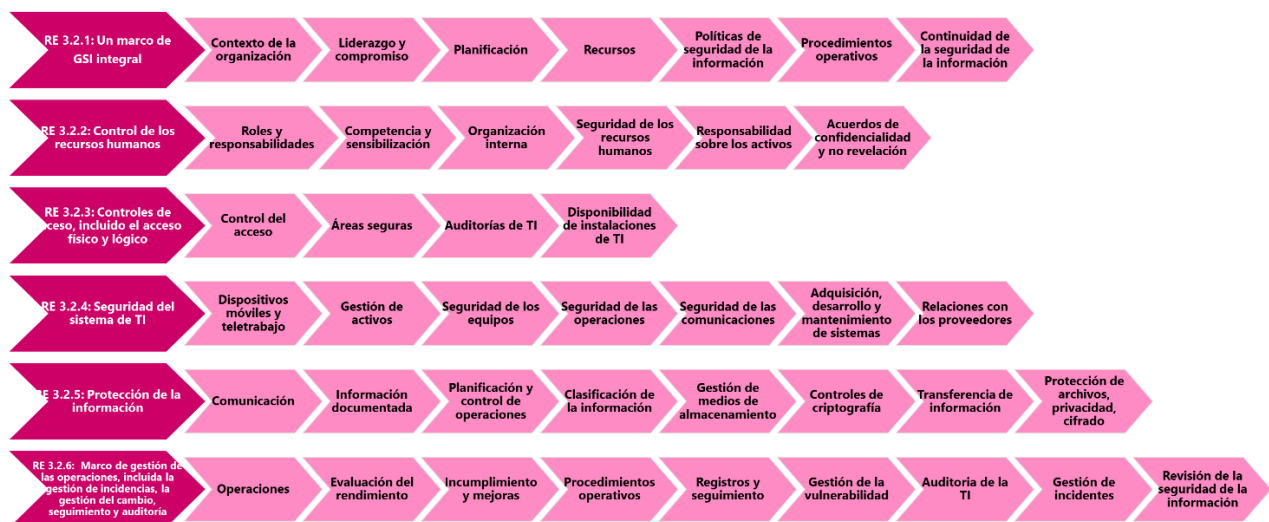 RE 3.2.1: Un marco de
GSI integral
Contexto de la
organización
Liderazgo y
compromiso
Planificación
Recursos
Políticas de
seguridad de la
información
Procedimientos
operativos
Continuidad de
la seguridad de
la información
RE 3.2.2: Control de los
recursos humanos
Roles y
responsabilidades
Competencia y
sensibilización
Organización
interna
Seguridad de los
recursos
humanos
Responsabilidad
sobre los activos
Acuerdos de
confidencialidad
y no revelación
RE 3.2.3: Controles de
ceso, incluido el acceso
físico y lógico
Control del
acceso
Áreas seguras
Auditorías de TI
Disponibilidad
de instalaciones
de TI
RE 3.2.4: Seguridad del
sistema de TI
Dispositivos
móviles y
teletrabajo
Gestión de
activos
Seguridad de los
equipos
Seguridad de las
operaciones
Seguridad de las
comunicaciones
Adquisición,
desarrollo y
mantenimiento
de sistemas
Relaciones con
los proveedores
RE 3.2.5: Protección de la
información
Comunicación
Información
documentada
Planificación y
control de
operaciones
Clasificación de
la información
Gestión de
medios de
almacenamiento
Controles de
criptografía
Transferencia de
información
Protección de
archivos,
privacidad,
cifrado
RE 3.2.6: Marco de gestión de
las operaciones, incluida la
gestión de incidencias, la
gestión del cambio,
seguimiento y auditoría
Operaciones
Evaluación del
rendimiento
Incumplimiento
y mejoras
Procedimientos
operativos
Registros y
seguimiento
Gestión de la
vulnerabilidad
Auditoria de la
TI
Gestión de
incidentes
Revisión de la
seguridad de la
información